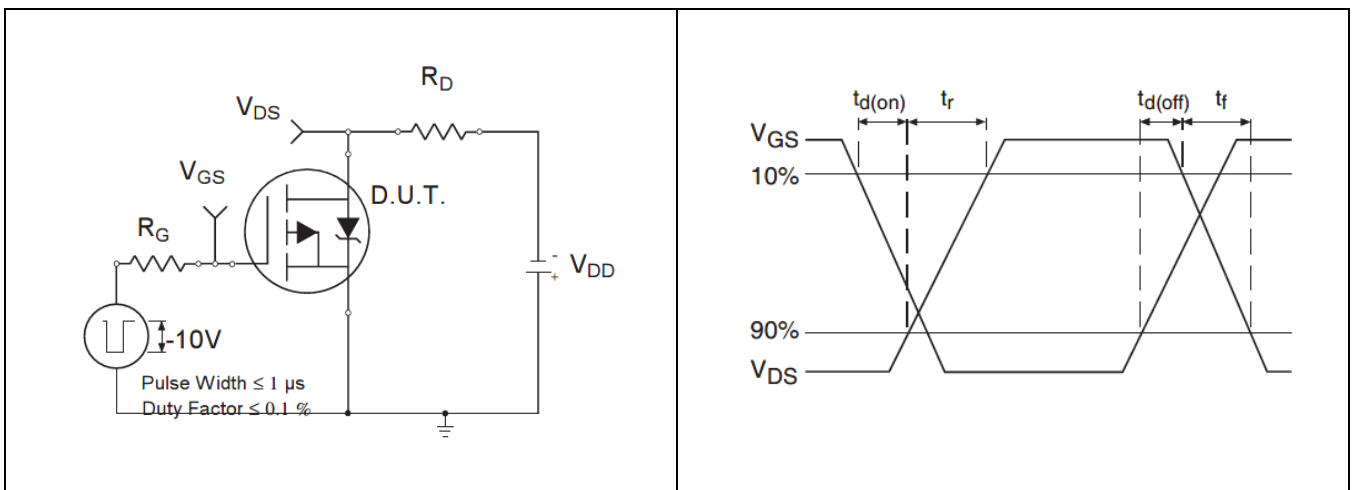 RD
VDS
VGS
D.U.T.
RG
-
VDD
+
-10V
Pulse Width ≤ 1 µs
Duty Factor ≤ 0.1 %
td(on) tr td(off) tf
VGS
10%
90%
VDS